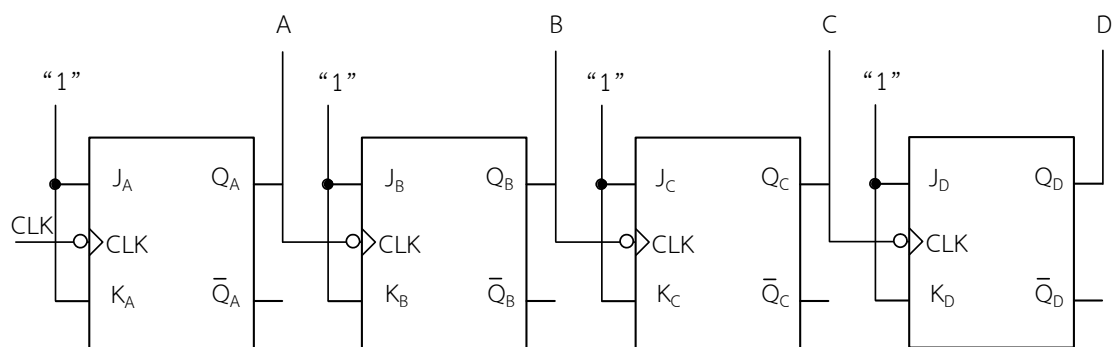 A B C D
“1” “1” “1” “1”
J_A Q_A J_B Q_B J_C Q_C J_D Q_D
CLK CLK CLK CLK CLK
K_A Q̅_A K_B Q̅_B K_C Q̅_C K_D Q̅_D